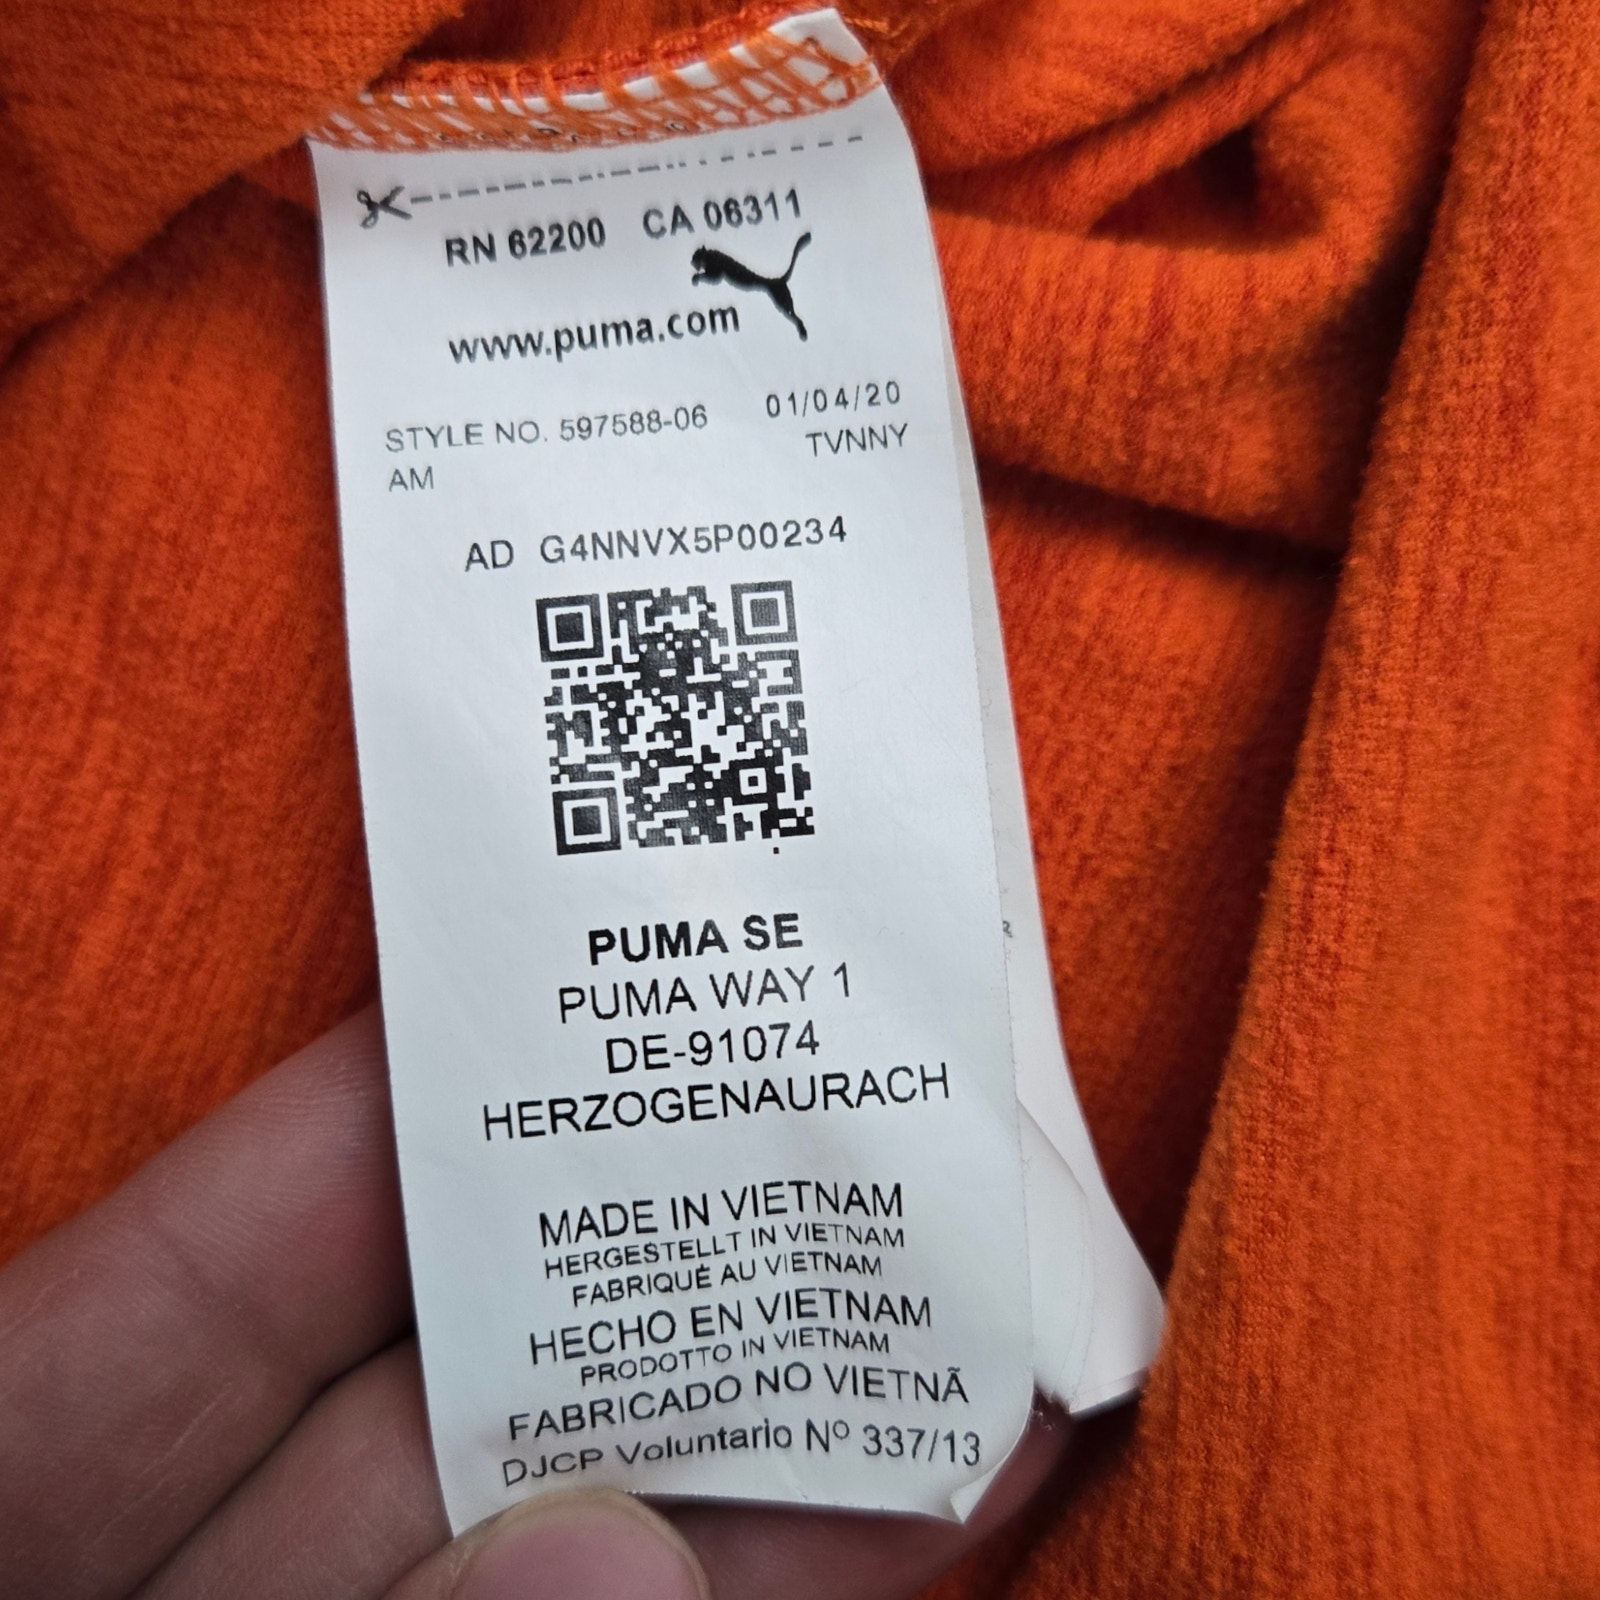 RN 62200 CA 06311
www.puma.com
STYLE NO. 597588-06 01/04/20
AM TVNNY
AD G4NNVX5P00234
PUMA SE
PUMA WAY 1
DE-91074
HERZOGENAURACH
MADE IN VIETNAM
HERGESTELLT IN VIETNAM
FABRIQUÉ AU VIETNAM
HECHO EN VIETNAM
PRODOTTO IN VIETNAM
FABRICADO NO VIETNÃ
DJCP Voluntario Nº 337/13
R